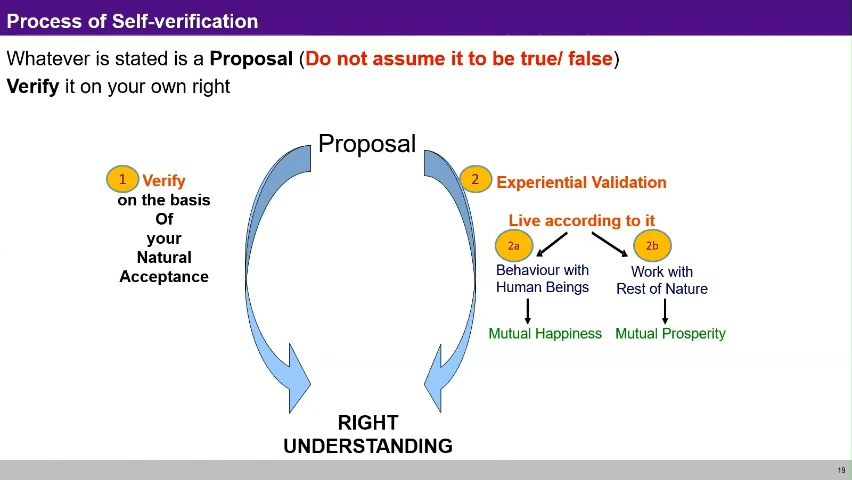 Process of Self-verification
Whatever is stated is a Proposal (Do not assume it to be true/ false)
Verify it on your own right
Proposal
1 Verify
on the basis
Of
your
Natural
Acceptance
2 Experiential Validation
Live according to it
2a
2b
Behaviour with
Human Beings
Work with
Rest of Nature
Mutual Happiness
Mutual Prosperity
RIGHT
UNDERSTANDING
19